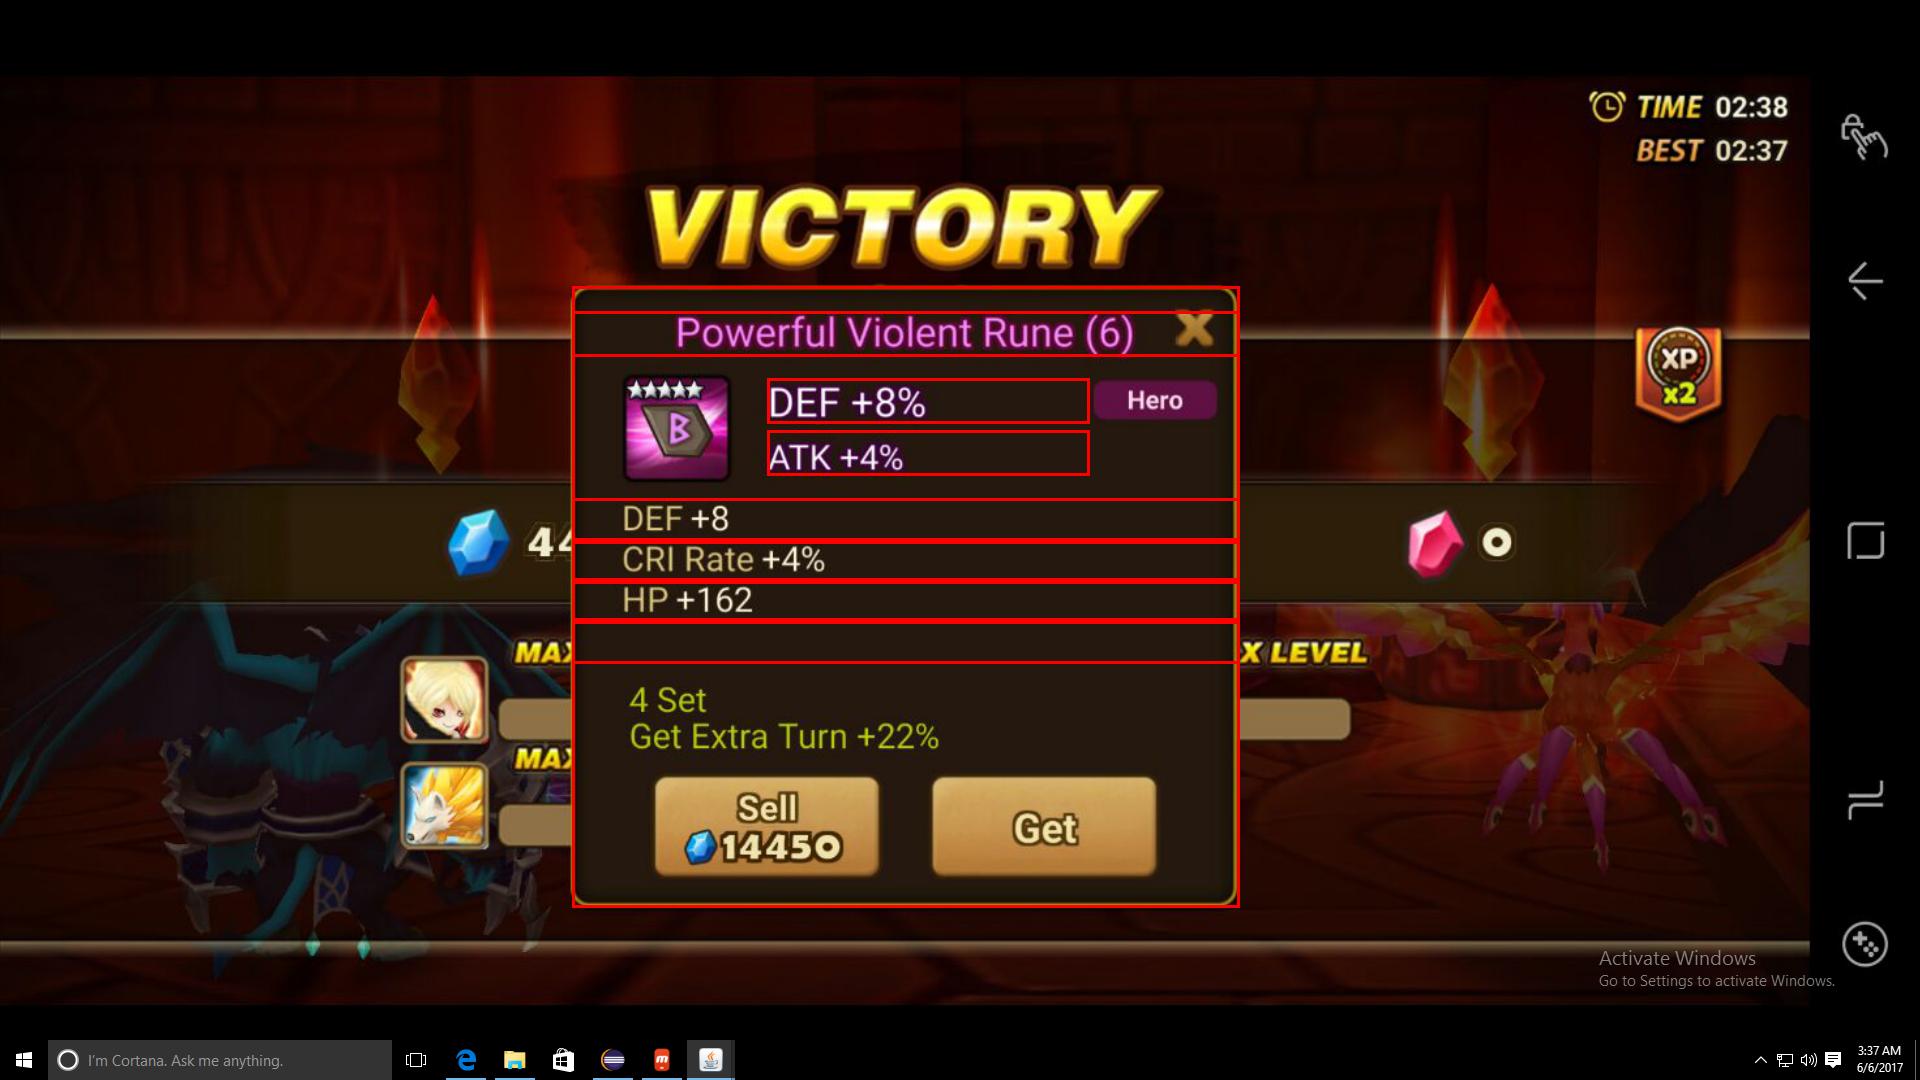 TIME 02:38
BEST 02:37
VICTORY
Powerful Violent Rune (6)
XP
x2
DEF +8%
Hero
B
ATK +4%
DEF +8
44
CRI Rate +4%
0
HP +162
MAX
X LEVEL
4 Set
Get Extra Turn +22%
MAX
Sell
14450
Get
Activate Windows
Go to Settings to activate Windows.
I'm Cortana. Ask me anything.
3:37 AM
6/6/2017